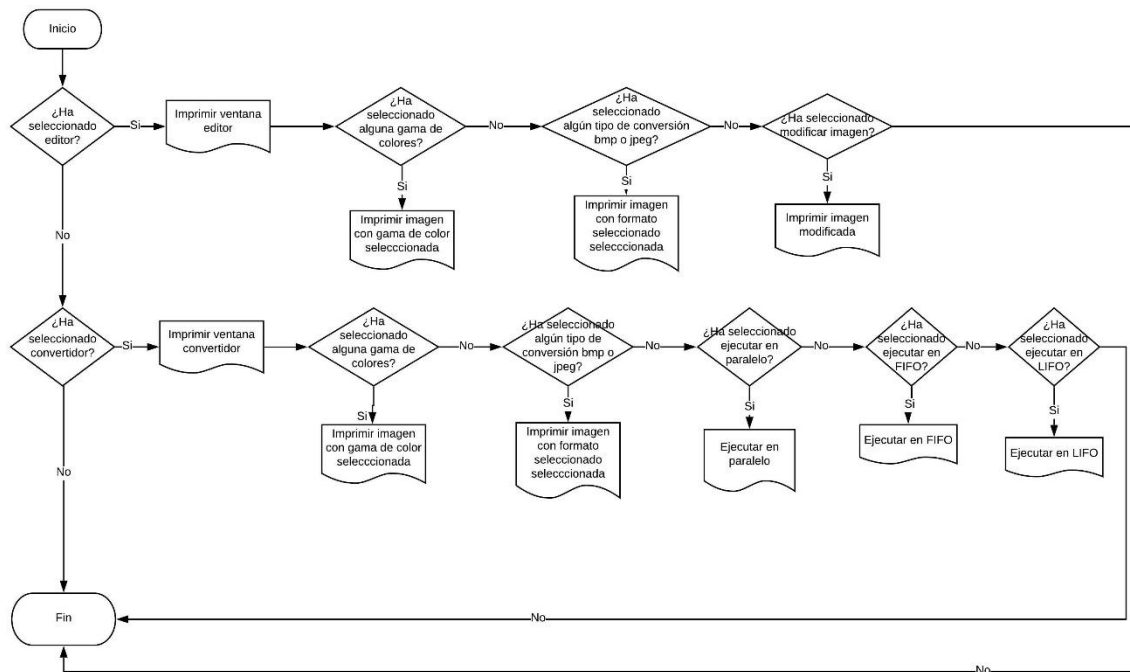 Inicio
¿Ha
seleccionado
editor?
Si
Imprimir ventana
editor
¿Ha
seleccionado
alguna gama de
colores?
No
¿Ha
seleccionado
algún tipo de conversión
bmp o jpeg?
No
¿Ha seleccionado
modificar imagen?
Si
Si
Si
Imprimir imagen
con gama de color
selecccionada
Imprimir imagen
con formato
seleccionado
selecccionada
Imprimir imagen
modificada
No
¿Ha
seleccionado
convertidor?
Si
Imprimir ventana
convertidor
¿Ha
seleccionado
alguna gama de
colores?
No
¿Ha seleccionado
algún tipo de
conversión bmp o
jpeg?
No
¿Ha seleccionado
ejecutar en
paralelo?
No
¿Ha
seleccionado
ejecutar en
FIFO?
No
¿Ha
seleccionado
ejecutar en
LIFO?
Si
Si
Si
Si
Si
Imprimir imagen
con gama de color
selecccionada
Imprimir imagen
con formato
seleccionado
selecccionada
Ejecutar en
paralelo
Ejecutar en FIFO
Ejecutar en LIFO
No
Fin
No
No